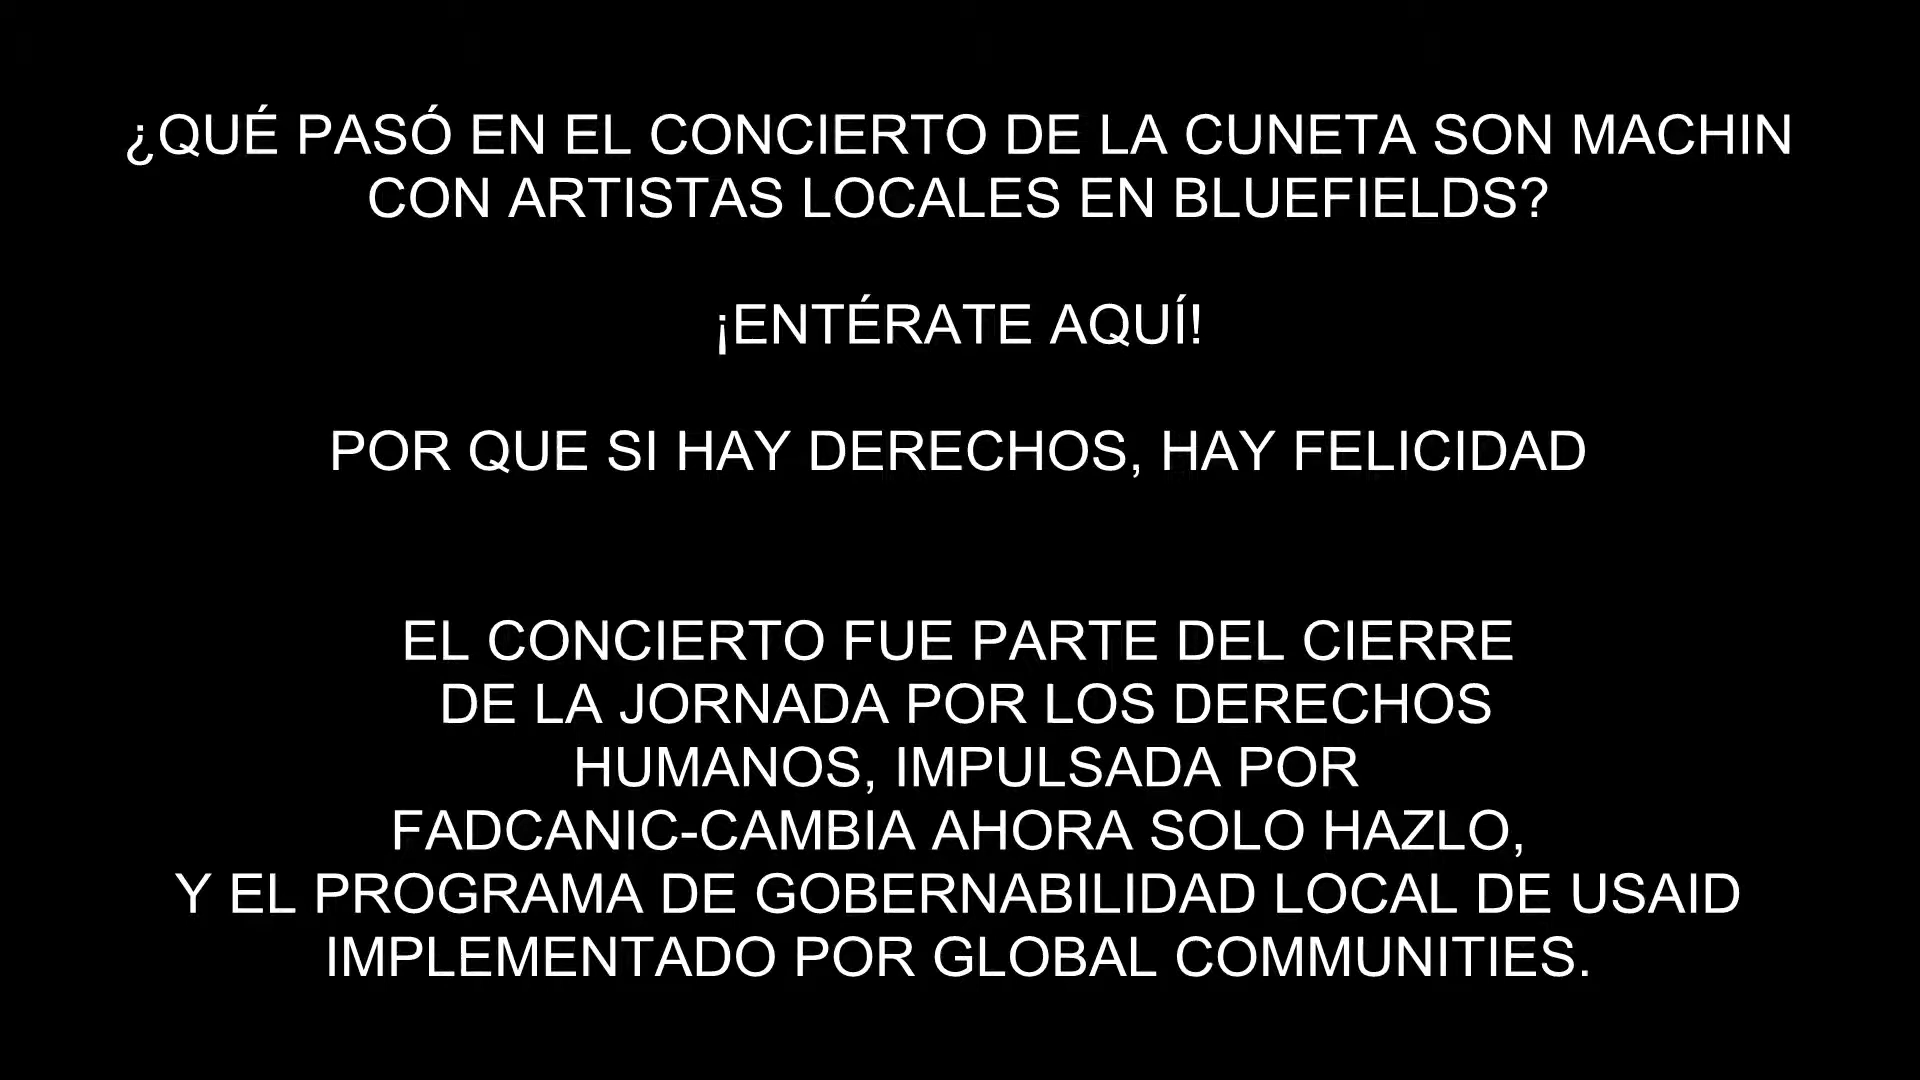 ¿QUÉ PASÓ EN EL CONCIERTO DE LA CUNETA SON MACHIN
CON ARTISTAS LOCALES EN BLUEFIELDS?
¡ENTÉRATE AQUÍ!
POR QUE SI HAY DERECHOS, HAY FELICIDAD
EL CONCIERTO FUE PARTE DEL CIERRE
DE LA JORNADA POR LOS DERECHOS
HUMANOS, IMPULSADA POR
FADCANIC-CAMBIA AHORA SOLO HAZLO,
Y EL PROGRAMA DE GOBERNABILIDAD LOCAL DE USAID
IMPLEMENTADO POR GLOBAL COMMUNITIES.